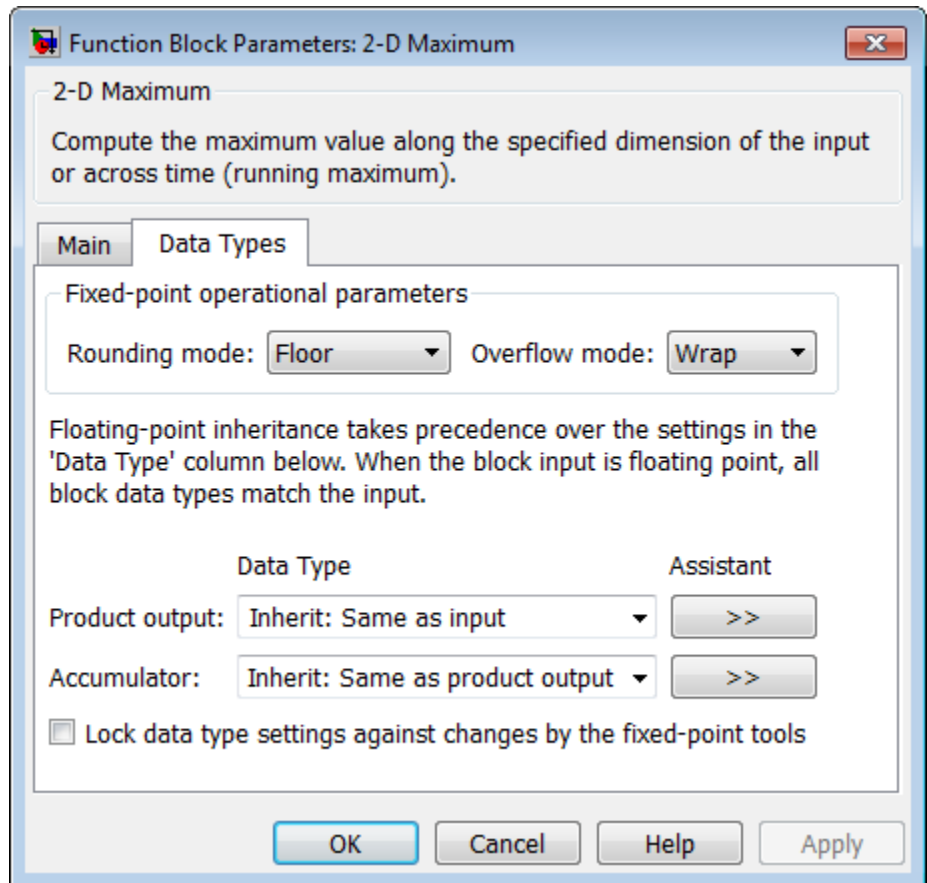 Function Block Parameters: 2-D Maximum
2-D Maximum
Compute the maximum value along the specified dimension of the input
or across time (running maximum).
Main Data Types
Fixed-point operational parameters
Rounding mode: Floor Overflow mode: Wrap
Floating-point inheritance takes precedence over the settings in the
'Data Type' column below. When the block input is floating point, all
block data types match the input.
Data Type Assistant
Product output: Inherit: Same as input >>
Accumulator: Inherit: Same as product output >>
Lock data type settings against changes by the fixed-point tools
OK Cancel Help Apply